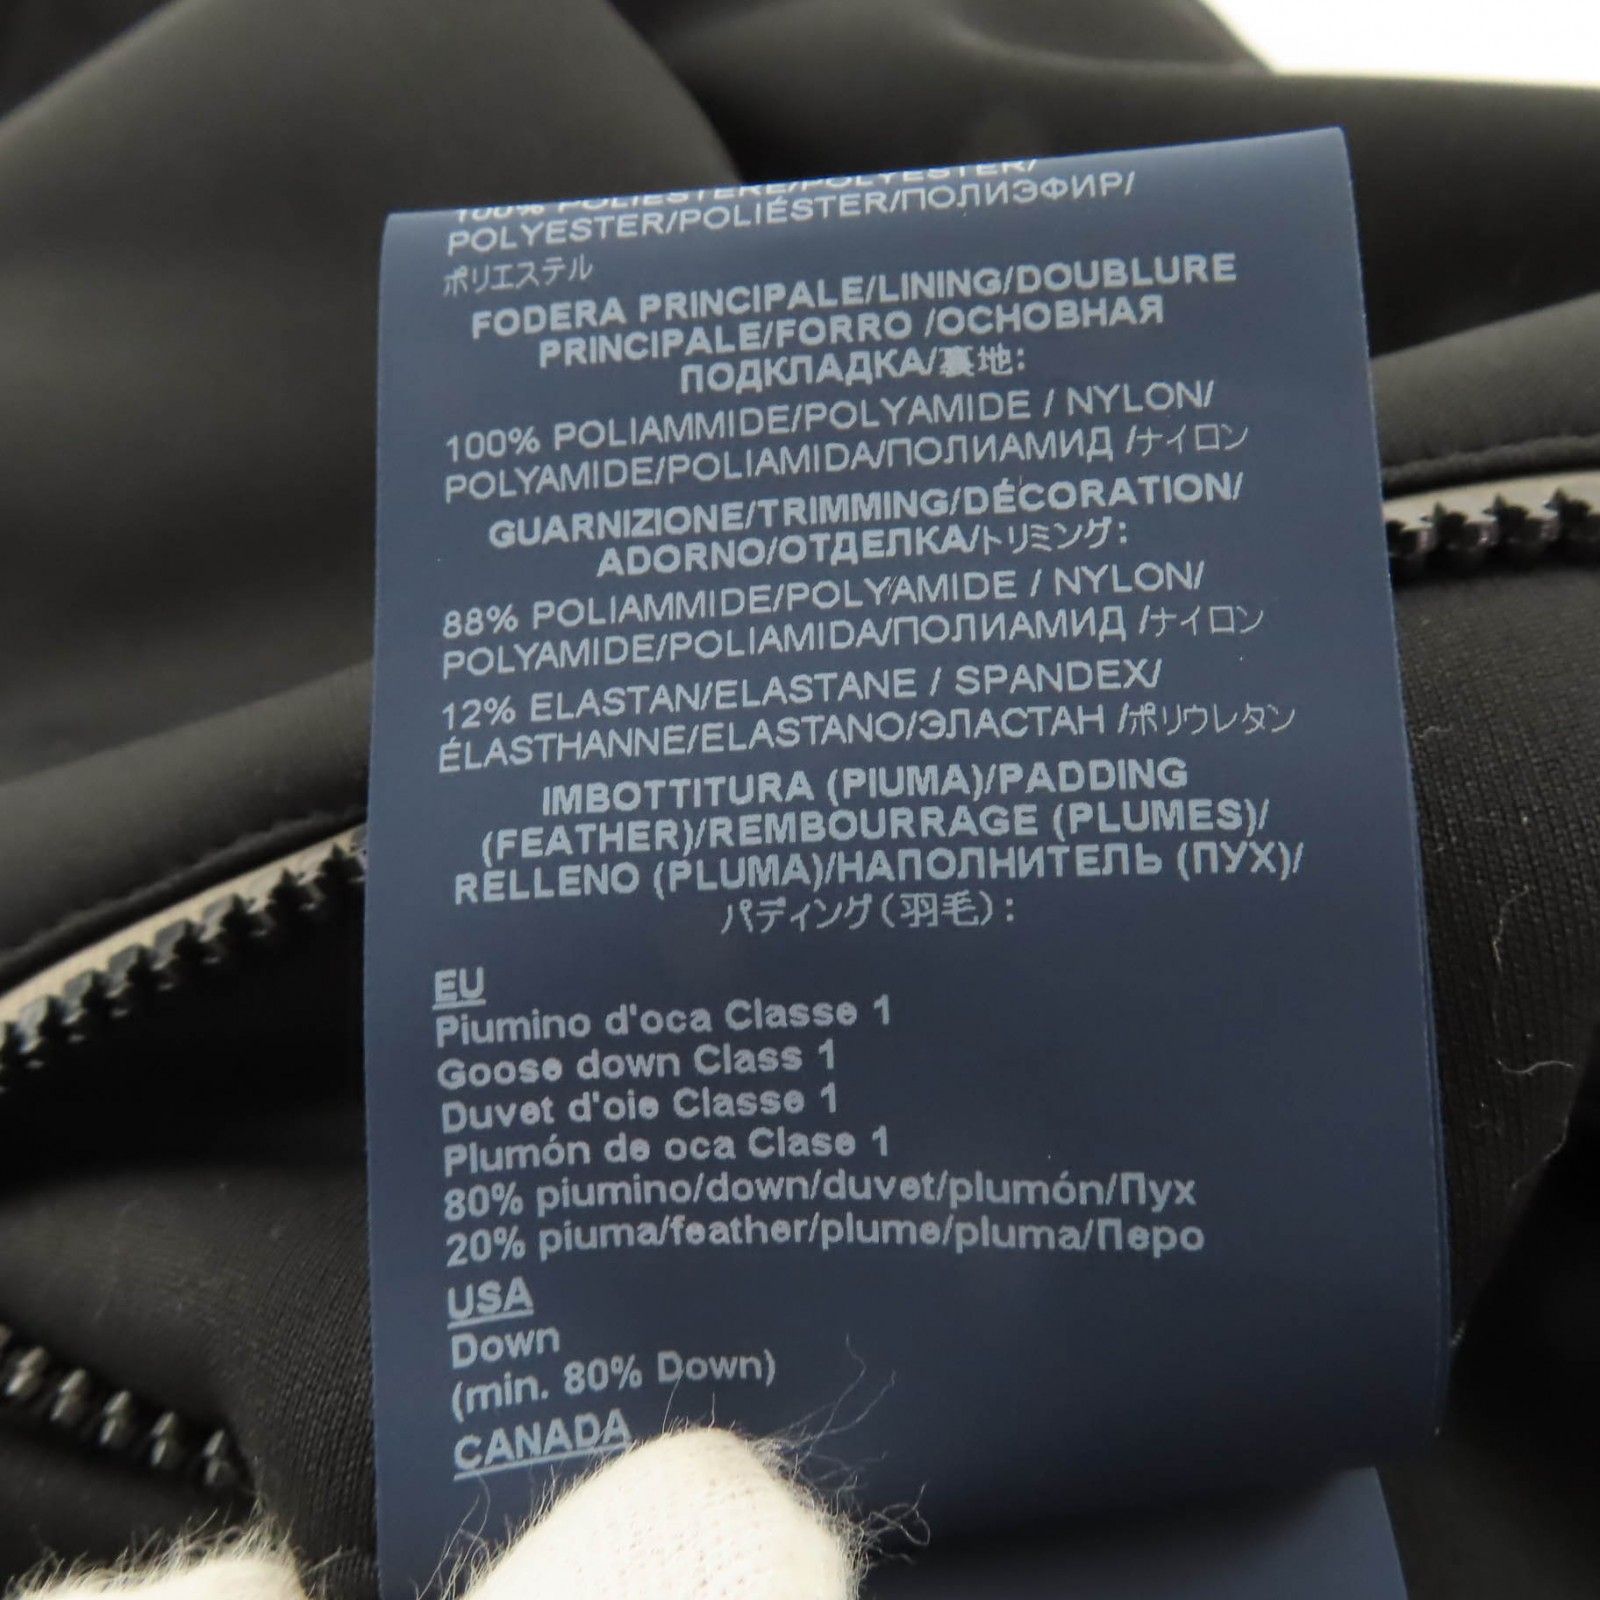 100% POLIESTERE/POLYESTER/
POLYESTER/POLIÉSTER/ПОЛИЭФИР/
ポリエステル
FODERA PRINCIPALE/LINING/DOUBLURE
PRINCIPALE/FORRO /ОСНОВНАЯ
ПОДКЛАДКА/裏地:
100% POLIAMMIDE/POLYAMIDE / NYLON/
POLYAMIDE/POLIAMIDA/ПОЛИАМИД /ナイロン
GUARNIZIONE/TRIMMING/DÉCORATION/
ADORNO/ОТДЕЛКА/トリミング:
88% POLIAMMIDE/POLYAMIDE / NYLON/
POLYAMIDE/POLIAMIDA/ПОЛИАМИД /ナイロン
12% ELASTAN/ELASTANE / SPANDEX/
ÉLASTHANNE/ELASTANO/ЭЛАСТАН /ポリウレタン
IMBOTTITURA (PIUMA)/PADDING
(FEATHER)/REMBOURRAGE (PLUMES)/
RELLENO (PLUMA)/НАПОЛНИТЕЛЬ (ПУХ)/
パディング(羽毛):
EU
Piumino d'oca Classe 1
Goose down Class 1
Duvet d'oie Classe 1
Plumón de oca Clase 1
80% piumino/down/duvet/plumón/Пух
20% piuma/feather/plume/pluma/Перо
USA
Down
(min. 80% Down)
CANADA